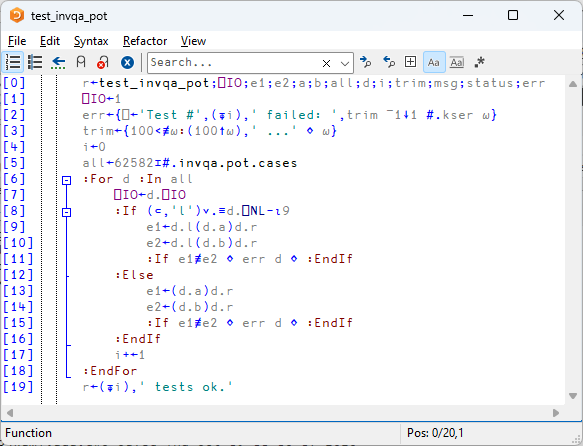 test_invqa_pot
File Edit Syntax Refactor View
Search...
[0] r←test_invqa_pot;⎕IO;e1;e2;a;b;all;d;i;trim;msg;status;err
[1] ⎕IO←1
[2] err←{⎕←'Test #',(⍕i),' failed: ',trim ¯1↓1 #.kser ⍵}
[3] trim←{100<≢⍵:(100↑⍵),' ...' ⋄ ⍵}
[4] i←0
[5] all←62582⌶#.invqa.pot.cases
[6] :For d :In all
[7] ⎕IO←d.⎕IO
[8] :If (⊂,'l')∨.≡d.⎕NL-⍳9
[9] e1←d.l(d.a)d.r
[10] e2←d.l(d.b)d.r
[11] :If e1≢e2 ⋄ err d ⋄ :EndIf
[12] :Else
[13] e1←(d.a)d.r
[14] e2←(d.b)d.r
[15] :If e1≢e2 ⋄ err d ⋄ :EndIf
[16] :EndIf
[17] i+←1
[18] :EndFor
[19] r←(⍕i),' tests ok.'
Function Pos: 0/20,1